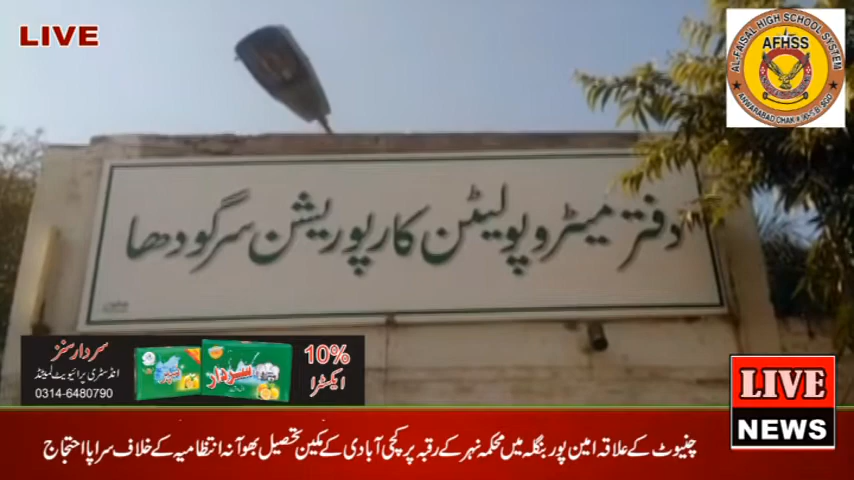 LIVE
AL-FAISAL HIGH SCHOOL SYSTEM
AFHSS
دفتر میٹروپولیٹن کارپوریشن سرگودھا
سردار سنز
انڈسٹری پرائیویٹ لمیٹڈ
0314-6480790
سردار
10%
ایکسٹرا
LIVE
NEWS
چنیوٹ کے علاقہ امین پور بنگلہ میں محکمہ نہر کے رقبہ پر کچی آبادی کے مکین تحصیل بھوآنہ انتظامیہ کے خلاف سراپا احتجاج